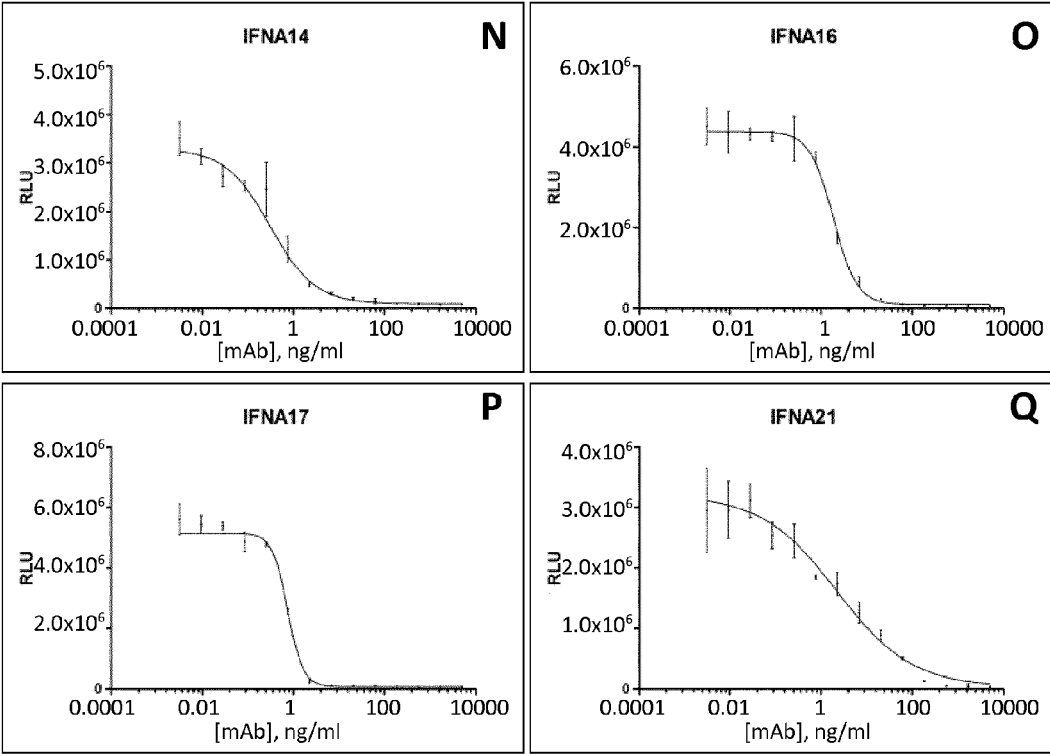 IFNA14
N
5.0x10⁶
4.0x10⁶
3.0x10⁶
2.0x10⁶
1.0x10⁶
0
RLU
0.0001 0.01 1 100 10000
[mAb], ng/ml
IFNA16
O
6.0x10⁶
4.0x10⁶
2.0x10⁶
0
RLU
0.0001 0.01 1 100 10000
[mAb], ng/ml
IFNA17
P
8.0x10⁶
6.0x10⁶
4.0x10⁶
2.0x10⁶
0
RLU
0.0001 0.01 1 100 10000
[mAb], ng/ml
IFNA21
Q
4.0x10⁶
3.0x10⁶
2.0x10⁶
1.0x10⁶
0
RLU
0.0001 0.01 1 100 10000
[mAb], ng/ml